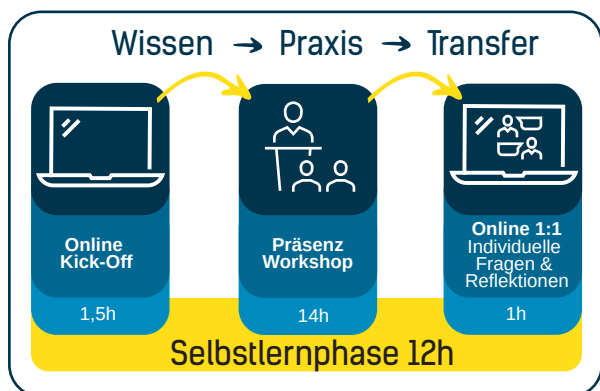 Wissen → Praxis → Transfer
Online
Kick-Off
1,5h
Präsenz
Workshop
14h
Online 1:1
Individuelle
Fragen &
Reflektionen
1h
Selbstlernphase 12h